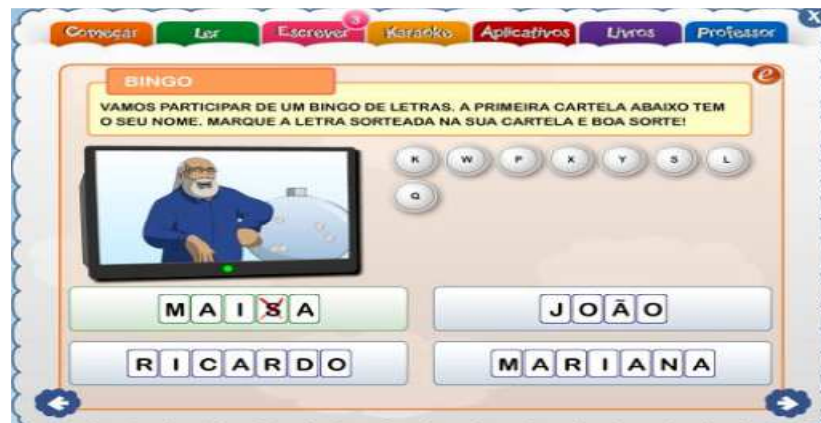 X
3
Começar Ler Escrever Karaokê Aplicativos Livros Professor
BINGO
e
VAMOS PARTICIPAR DE UM BINGO DE LETRAS. A PRIMEIRA CARTELA ABAIXO TEM
O SEU NOME. MARQUE A LETRA SORTEADA NA SUA CARTELA E BOA SORTE!
K W P X Y S L
Q
MAISA
JOÃO
RICARDO
MARIANA